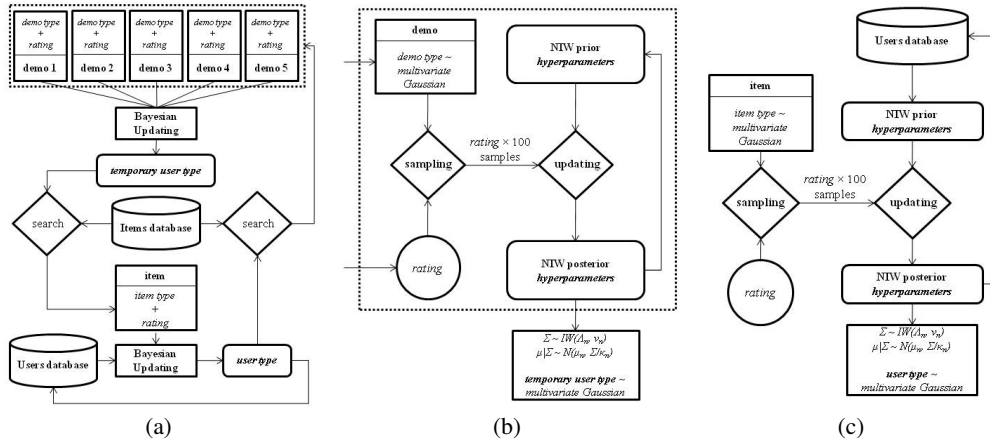 demo type
+
rating
demo 1
demo type
+
rating
demo 2
demo type
+
rating
demo 3
demo type
+
rating
demo 4
demo type
+
rating
demo 5
Bayesian
Updating
temporary user type
search
Items database
search
item
item type
+
rating
Users database
Bayesian
Updating
user type
(a)
demo
demo type ~
multivariate
Gaussian
NIW prior
hyperparameters
sampling
rating × 100
samples
updating
rating
NIW posterior
hyperparameters
Σ ~ IW(Λn, νn)
μ|Σ ~ N(μn, Σ/κn)
temporary user type ~
multivariate Gaussian
(b)
Users database
item
item type ~
multivariate
Gaussian
NIW prior
hyperparameters
sampling
rating × 100
samples
updating
rating
NIW posterior
hyperparameters
Σ ~ IW(Λn, νn)
μ|Σ ~ N(μn, Σ/κn)
user type ~
multivariate Gaussian
(c)